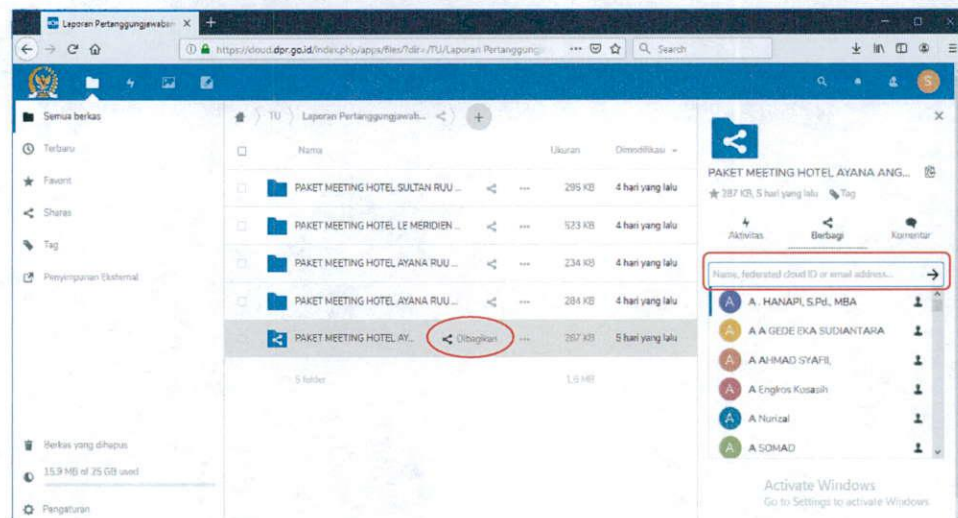 Laporan Pertanggungjawaban
https://cloud.dpr.go.id/index.php/apps/files/?dir=/TU/Laporan Pertanggung
Search
S
Semua berkas
Terbaru
Favorit
Shares
Tag
Penyimpanan Eksternal
Berkas yang dihapus
15.9 MB of 25 GB used
Pengaturan
TU
Laporan Pertanggungjawab...
Nama
Ukuran
Dimodifikasi
PAKET MEETING HOTEL SULTAN RUU ...
295 KB
4 hari yang lalu
PAKET MEETING HOTEL LE MERIDIEN ...
523 KB
4 hari yang lalu
PAKET MEETING HOTEL AYANA RUU ...
234 KB
4 hari yang lalu
PAKET MEETING HOTEL AYANA RUU ...
284 KB
4 hari yang lalu
PAKET MEETING HOTEL AY...
Dibagikan
287 KB
5 hari yang lalu
5 folder
1,6 MB
PAKET MEETING HOTEL AYANA ANG...
287 KB, 5 hari yang lalu
Tag
Aktivitas
Berbagi
Komentar
Name, federated cloud ID or email address...
A
A . HANAPI, S.Pd., MBA
A
A A GEDE EKA SUDIANTARA
A
A AHMAD SYAFII,
A
A Engkos Kosasih
A
A Nurizal
A
A SOMAD
Activate Windows
Go to Settings to activate Windows.